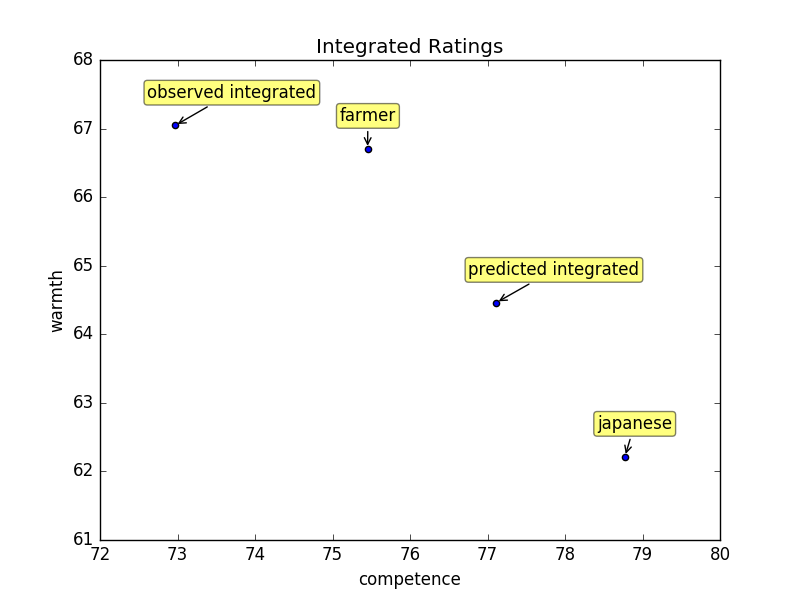 Integrated Ratings
68
67
66
65
64
63
62
61
warmth
observed integrated
farmer
predicted integrated
japanese
72 73 74 75 76 77 78 79 80
competence